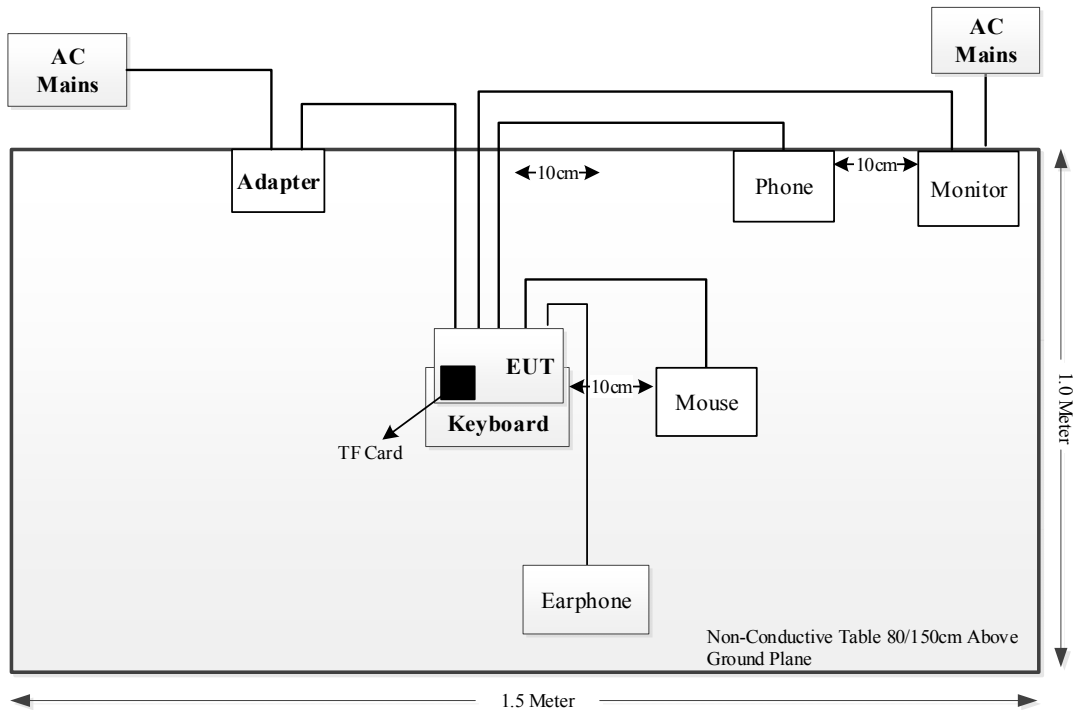 AC
Mains
AC
Mains
Adapter
10cm
Phone
10cm
Monitor
EUT
10cm
Mouse
Keyboard
TF Card
1.0 Meter
Earphone
Non-Conductive Table 80/150cm Above
Ground Plane
1.5 Meter